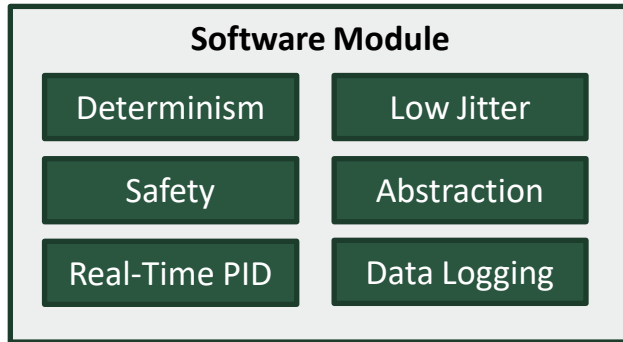 Software Module
Determinism
Low Jitter
Safety
Abstraction
Real-Time PID
Data Logging